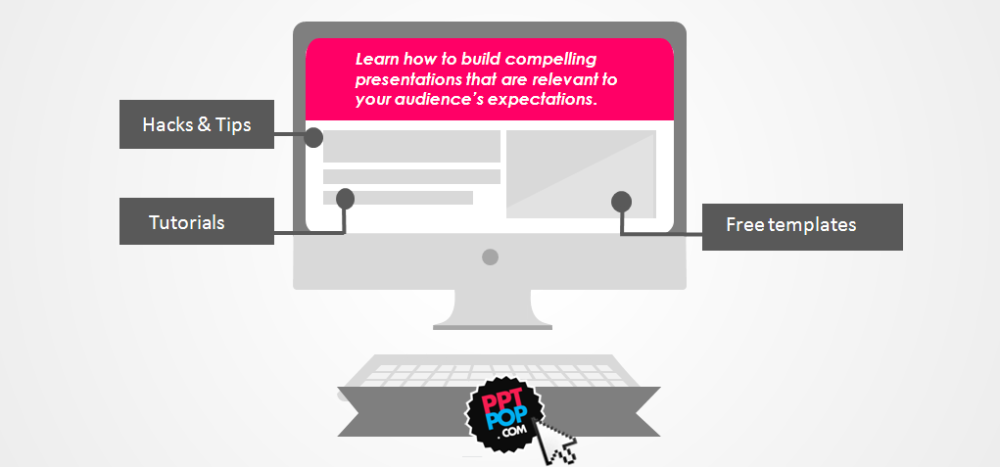 Learn how to build compelling
presentations that are relevant to
your audience’s expectations.
Hacks & Tips
Tutorials
Free templates
PPT
POP
.COM